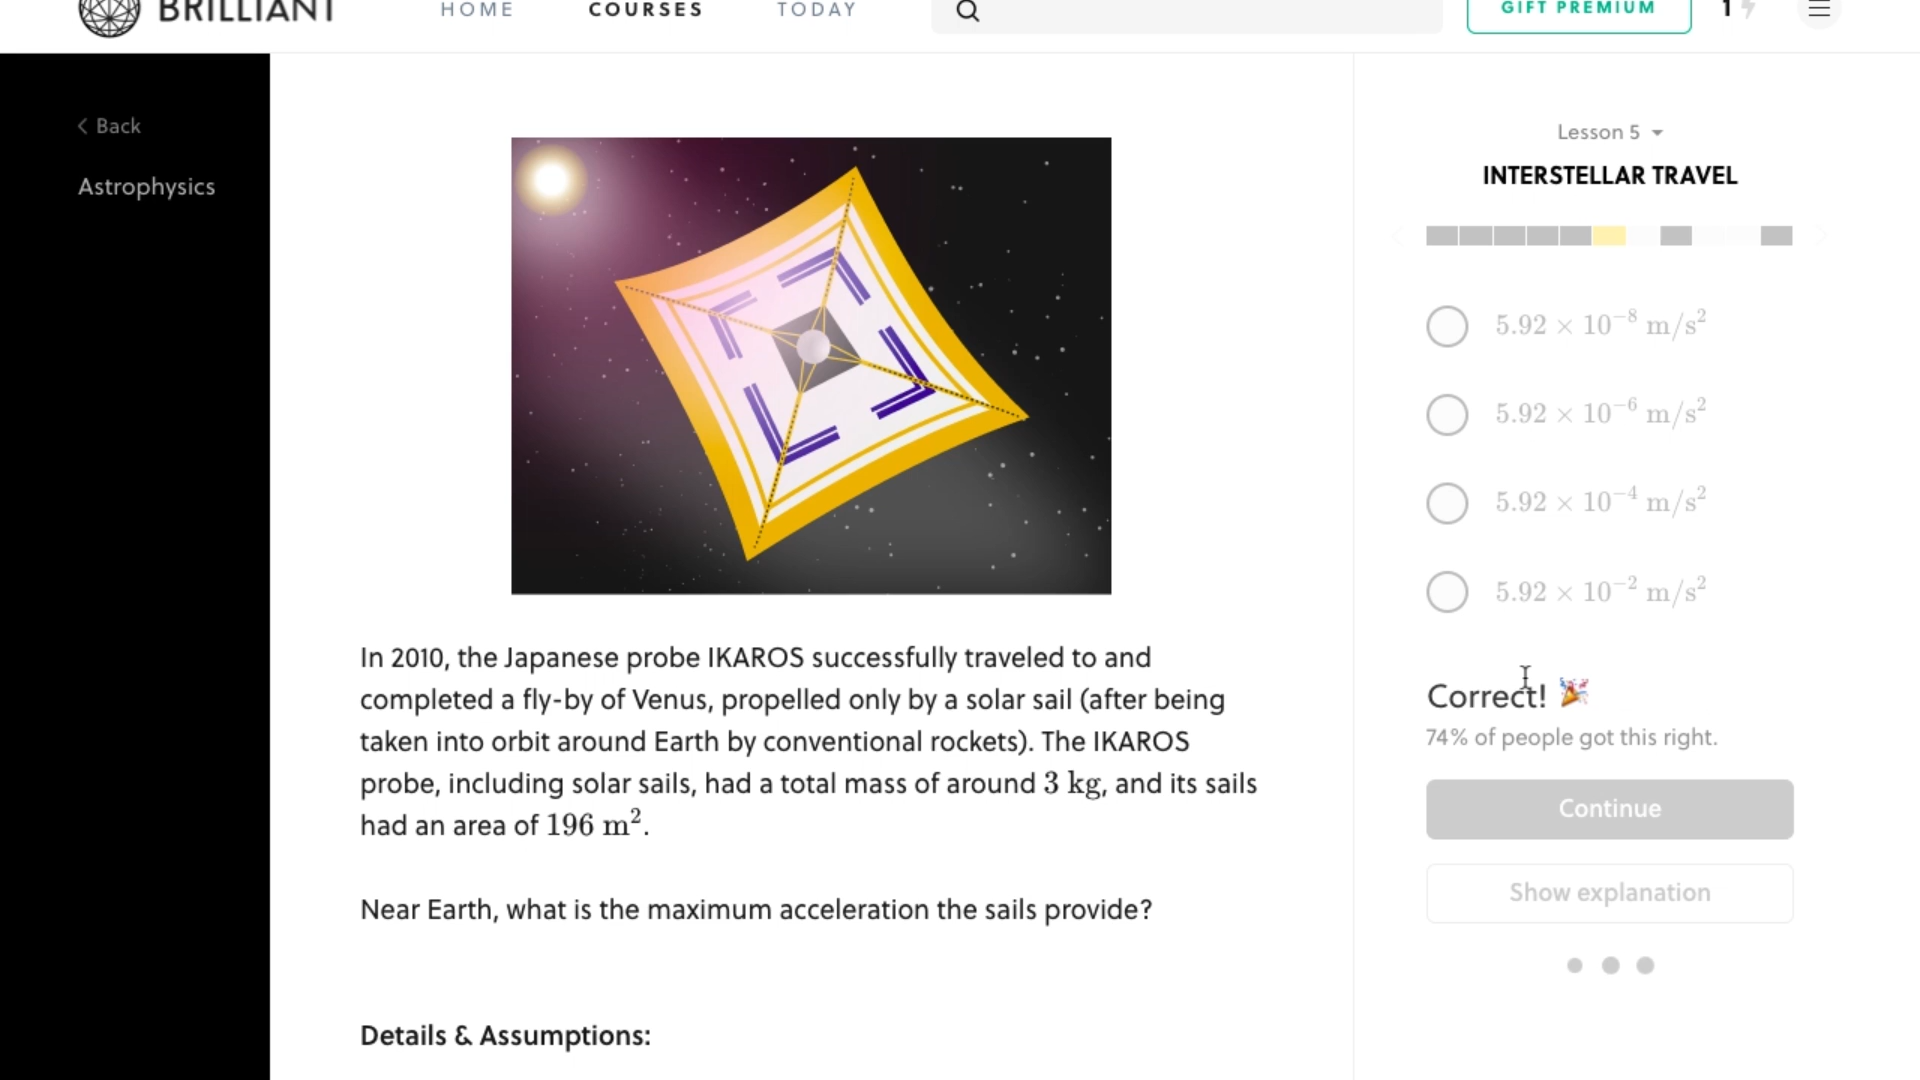 BRILLIANT
HOME
COURSES
TODAY
GIFT PREMIUM
1
Back
Astrophysics
In 2010, the Japanese probe IKAROS successfully traveled to and
completed a fly-by of Venus, propelled only by a solar sail (after being
taken into orbit around Earth by conventional rockets). The IKAROS
probe, including solar sails, had a total mass of around 3 kg, and its sails
had an area of 196 m².
Near Earth, what is the maximum acceleration the sails provide?
Details & Assumptions:
Lesson 5
INTERSTELLAR TRAVEL
5.92 × 10⁻⁸ m/s²
5.92 × 10⁻⁶ m/s²
5.92 × 10⁻⁴ m/s²
5.92 × 10⁻² m/s²
Correct! 🎉
74% of people got this right.
Continue
Show explanation